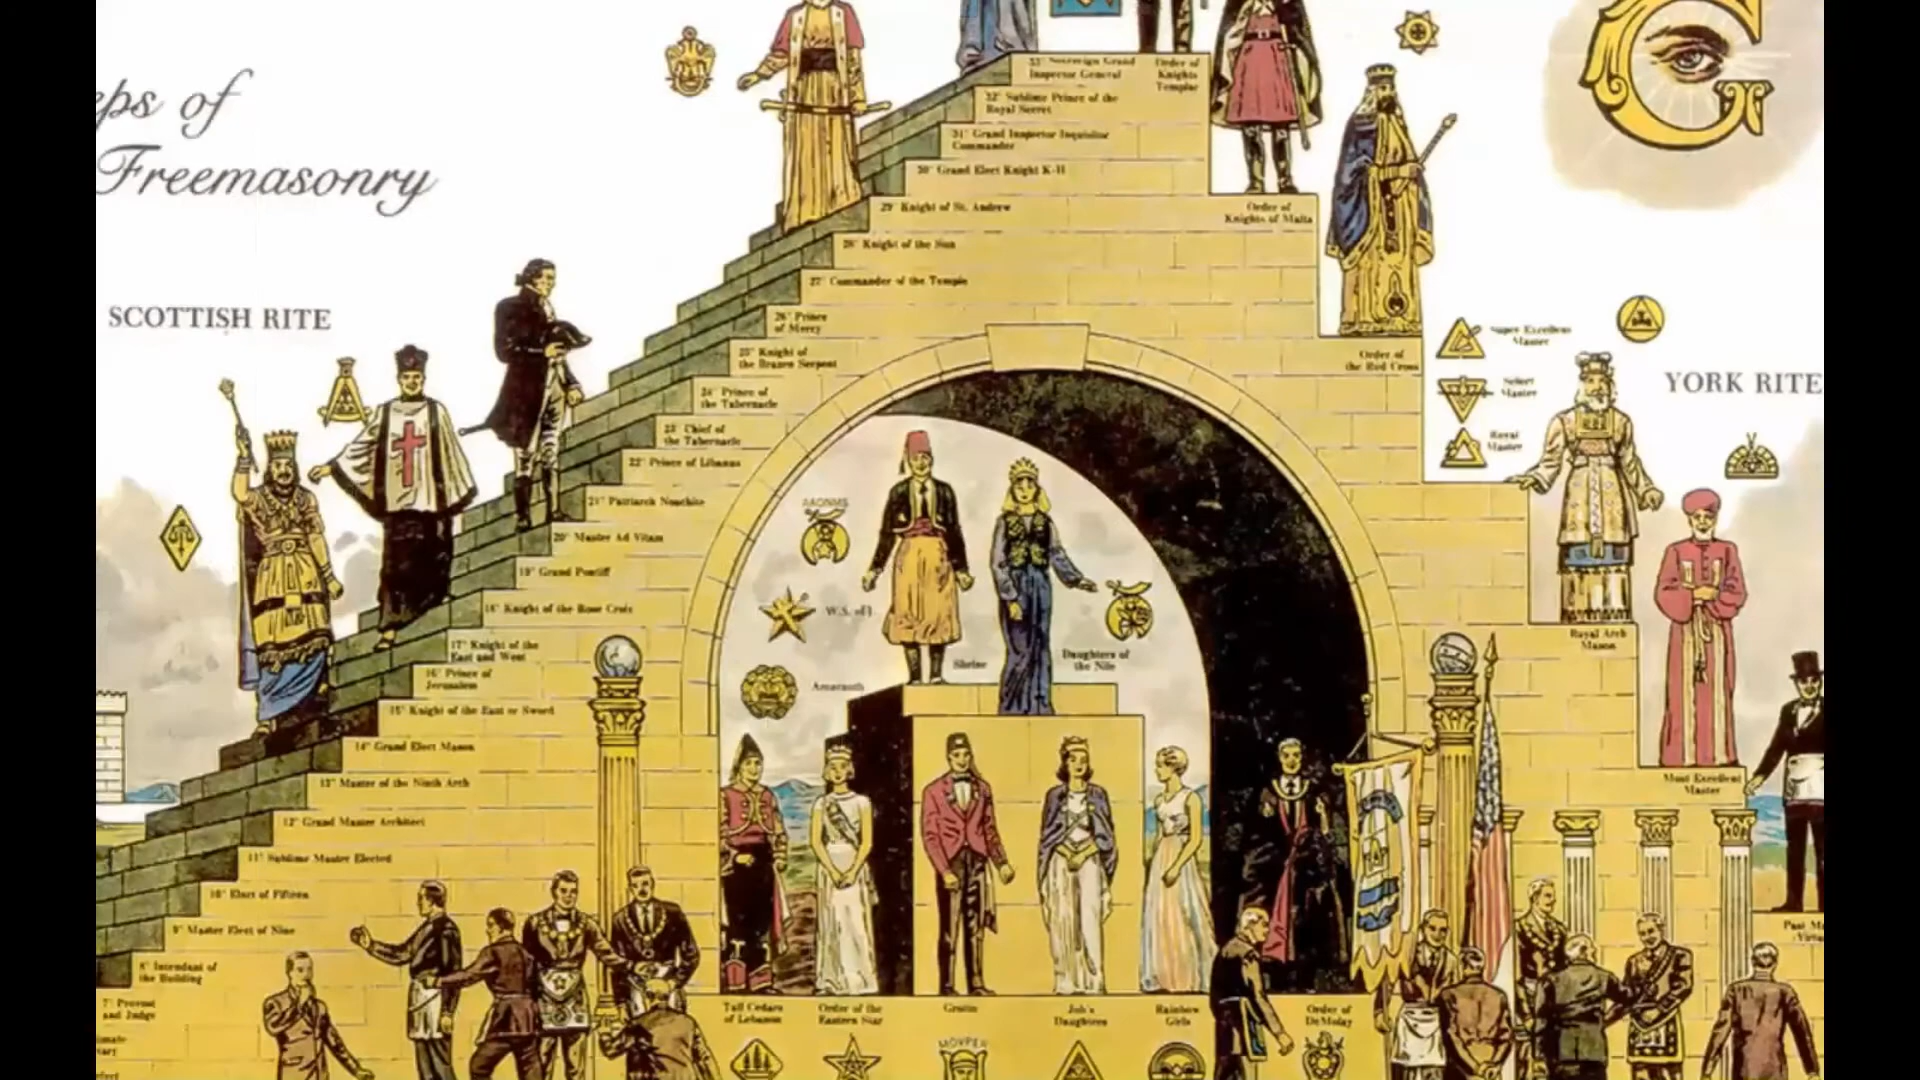 eps of
Freemasonry
SCOTTISH RITE
YORK RITE
G
33° Sovereign Grand
Inspector General
Order of
Knights
Templar
32° Sublime Prince of the
Royal Secret
31° Grand Inspector Inquisitor
Commander
30° Grand Elect Knight K-H
29° Knight of St. Andrew
Order of
Knights of Malta
28° Knight of the Sun
27° Commander of the Temple
26° Prince
of Mercy
25° Knight of
the Brazen Serpent
Order of
the Red Cross
Super Excellent
Master
Select
Master
Royal
Master
24° Prince of
the Tabernacle
23° Chief of
the Tabernacle
22° Prince of Libanus
21° Patriarch Noachite
20° Master Ad Vitam
19° Grand Pontiff
18° Knight of the Rose Croix
17° Knight of the
East and West
16° Prince of
Jerusalem
15° Knight of the East or Sword
14° Grand Elect Mason
13° Master of the Ninth Arch
12° Grand Master Architect
11° Sublime Master Elected
10° Elect of Fifteen
9° Master Elect of Nine
8° Intendant of
the Building
7° Provost
and Judge
AAONMS
W.S. of J.
Amaranth
Shrine
Daughters of
the Nile
Royal Arch
Mason
Most Excellent
Master
Tall Cedars
of Lebanon
Order of the
Eastern Star
Grotto
Job's
Daughters
Rainbow
Girls
Order of
DeMolay
MOVPER